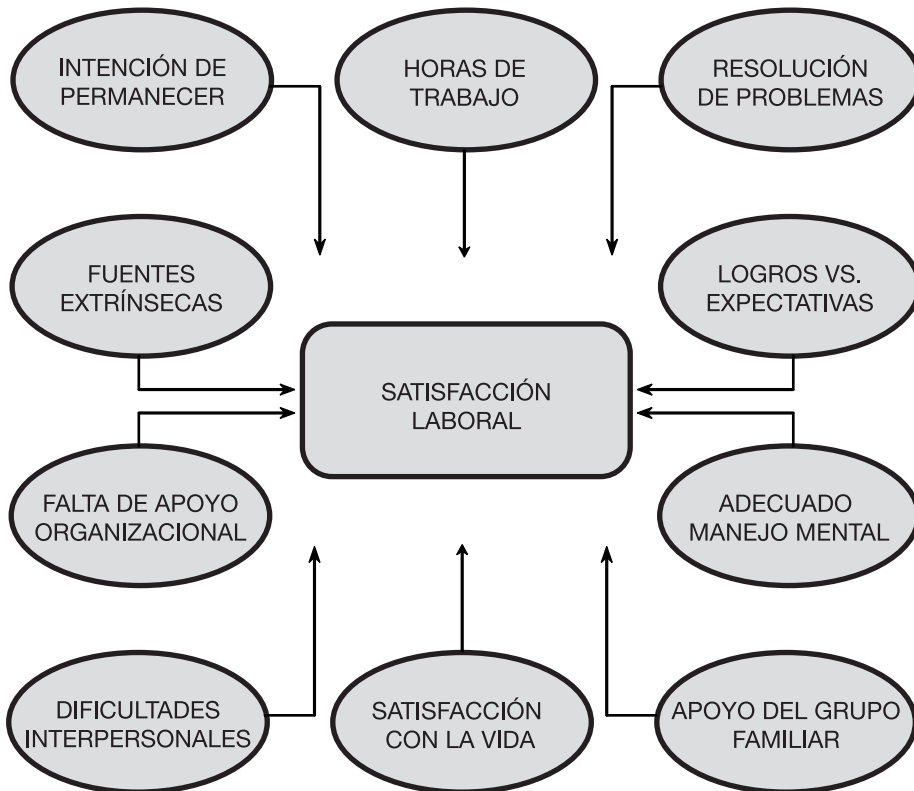 INTENCIÓN DE
PERMANECER
HORAS DE
TRABAJO
RESOLUCIÓN
DE PROBLEMAS
FUENTES
EXTRÍNSECAS
LOGROS VS.
EXPECTATIVAS
SATISFACCIÓN
LABORAL
FALTA DE APOYO
ORGANIZACIONAL
ADECUADO
MANEJO MENTAL
DIFICULTADES
INTERPERSONALES
SATISFACCIÓN
CON LA VIDA
APOYO DEL GRUPO
FAMILIAR